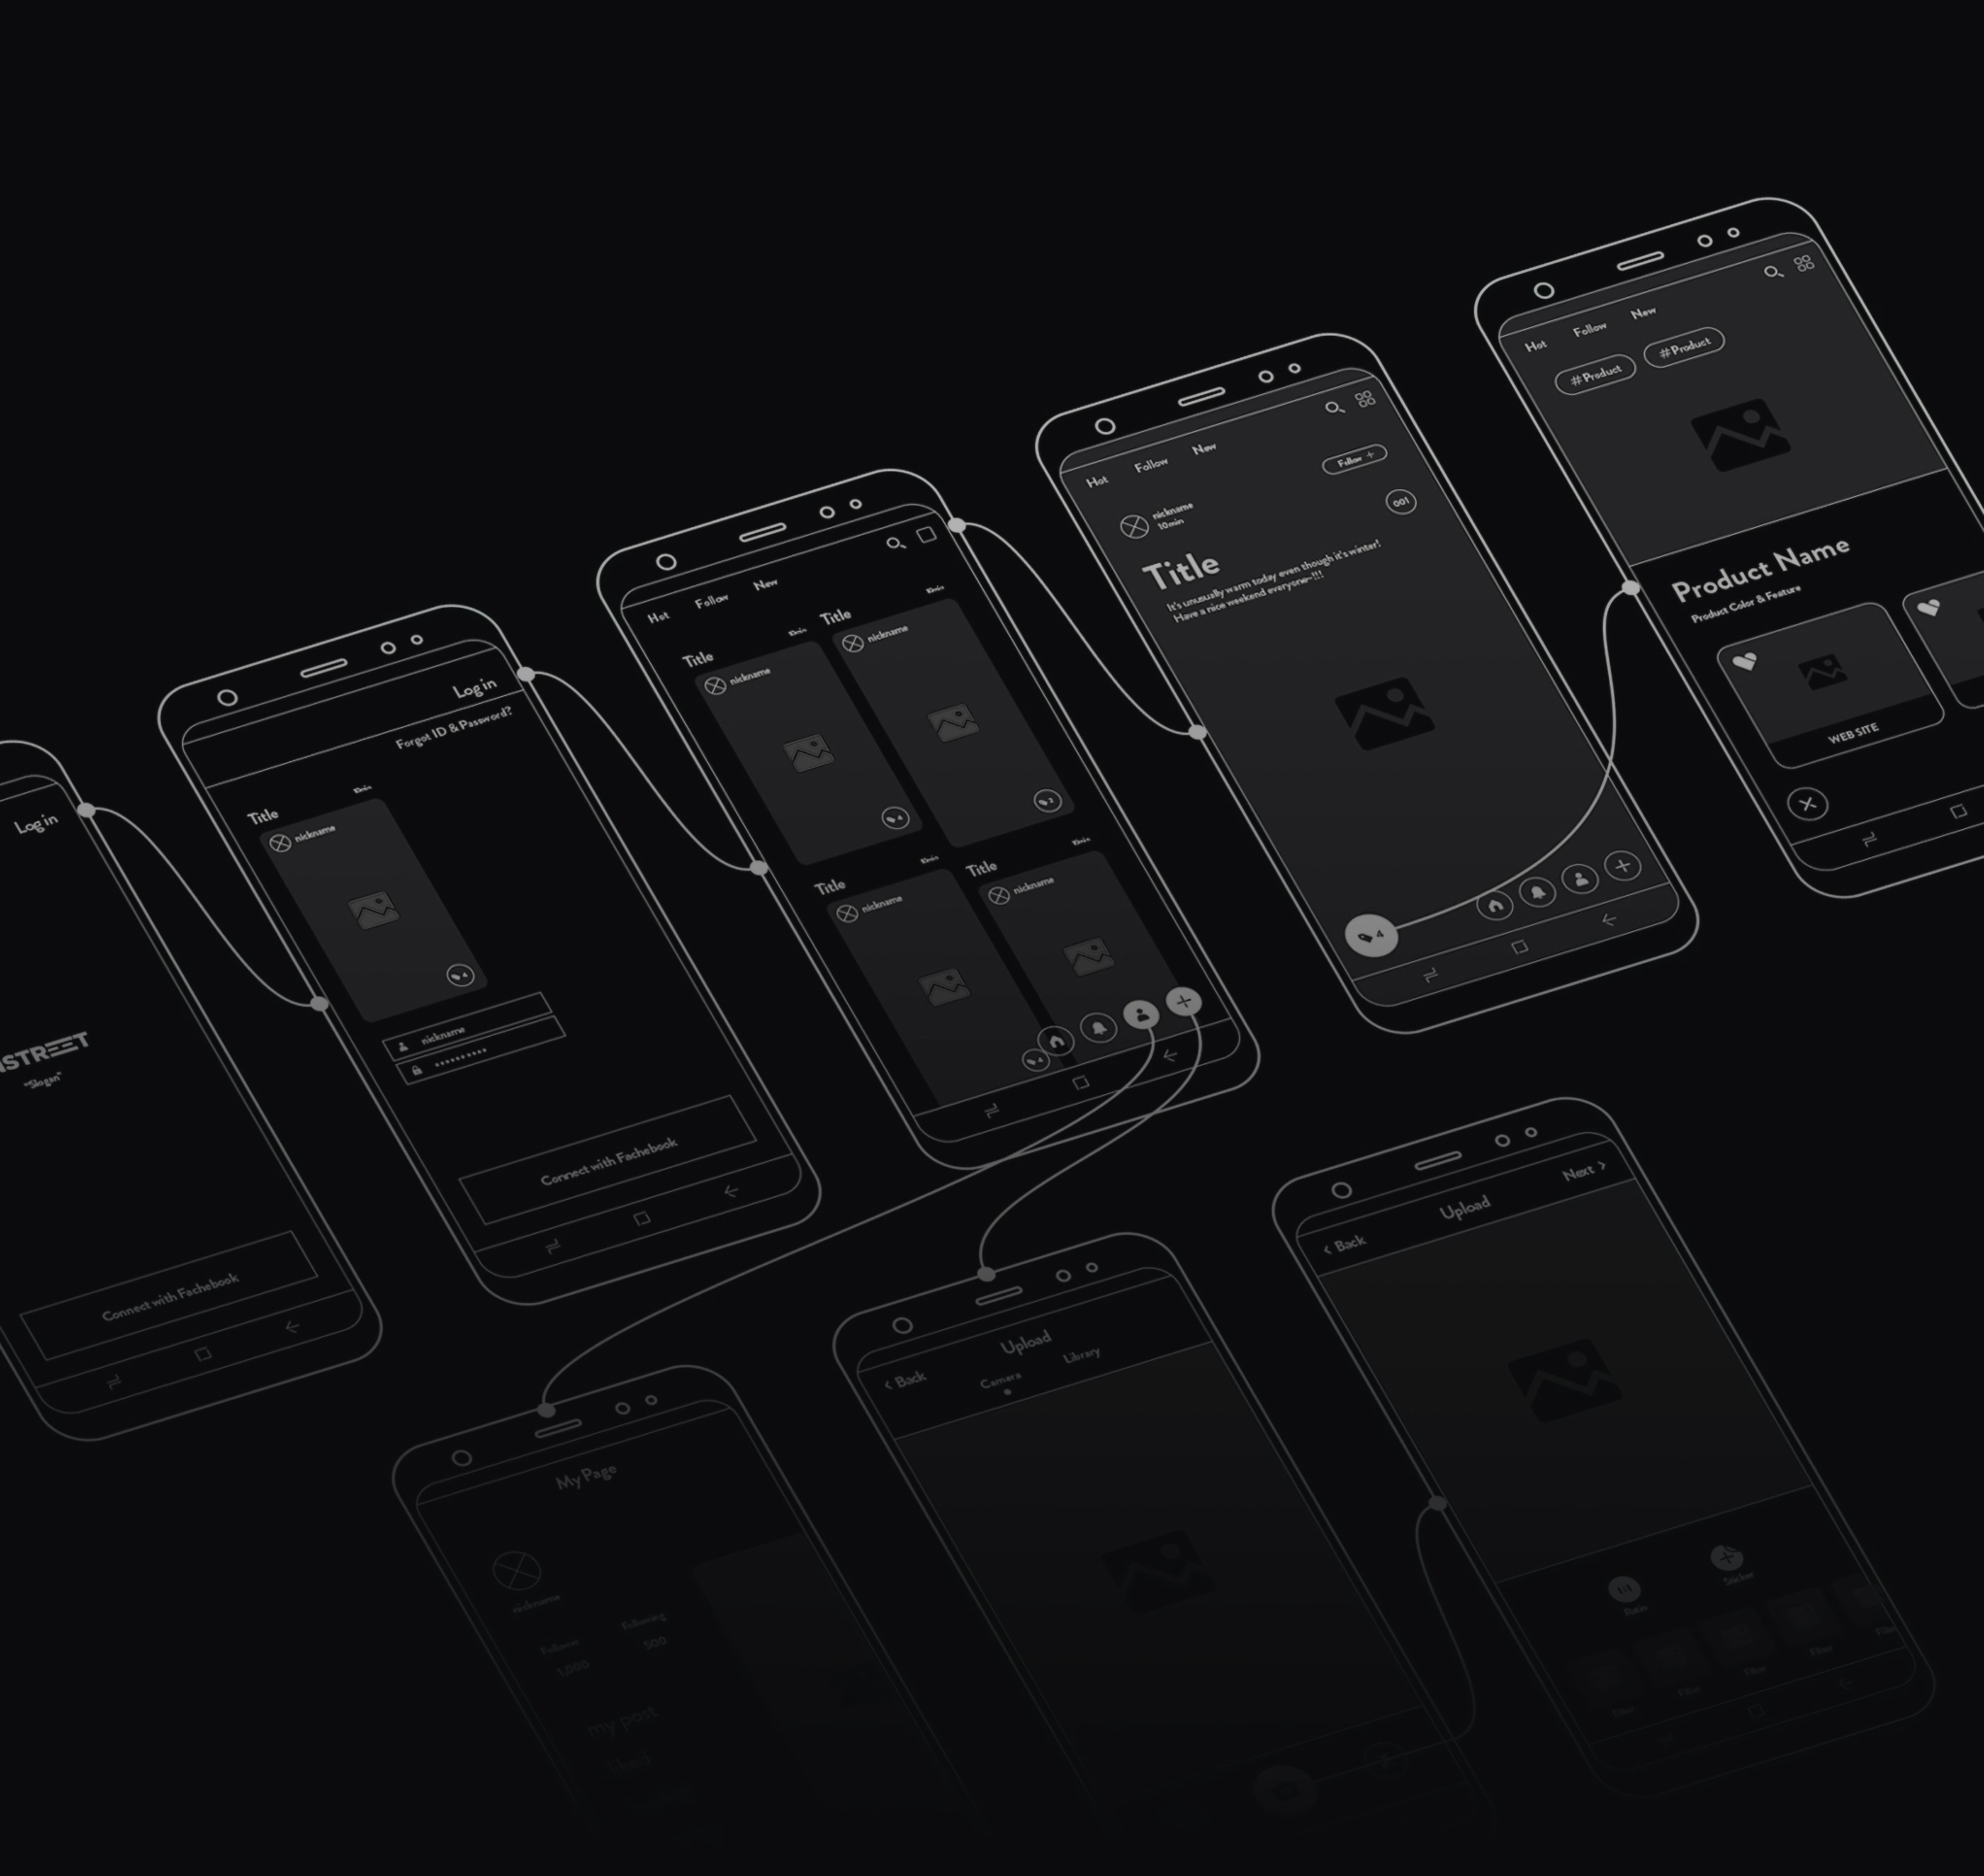 Log in
"Slogan"
Connect with Fachebook
Log in
Forgot ID & Password?
Title
nickname
4
nickname
**********
Connect with Fachebook
Hot Follow New
Title
nickname
4
Title
nickname
3
Title
nickname
4
Title
nickname
Hot Follow New
Follow +
nickname
10min
001
Title
It's unusually warm today even though it's winter!
Have a nice weekend everyone~!!!
4
Hot Follow New
#Product #Product
Product Name
Product Color & Feature
WEB SITE
My Page
nickname
Follower
1,000
Following
500
my post
liked
< Back
Upload
Camera Library
< Back
Upload
Next >
Ratio
Sticker
Filter
Filter
Filter
Filter